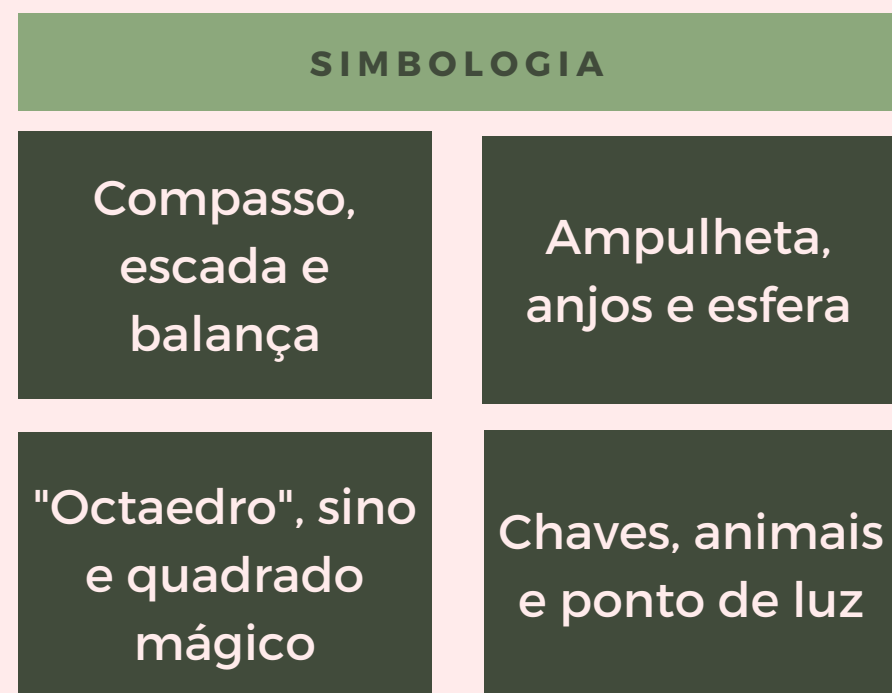 SIMBOLOGIA
Compasso,
escada e
balança
Ampulheta,
anjos e esfera
"Octaedro", sino
e quadrado
mágico
Chaves, animais
e ponto de luz